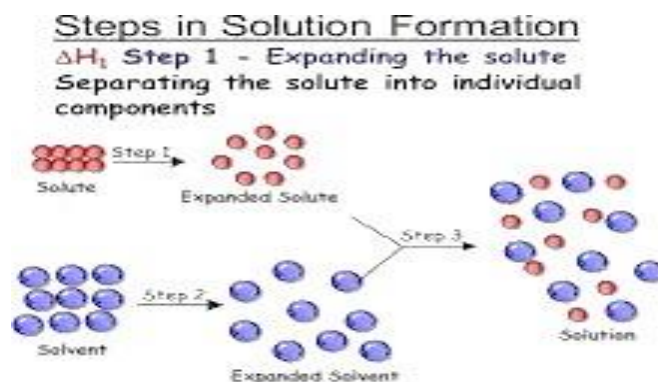 Steps in Solution Formation
ΔH₁ Step 1 - Expanding the solute
Separating the solute into individual
components
Step 1
Solute
Expanded Solute
Step 3
Step 2
Solvent
Expanded Solvent
Solution